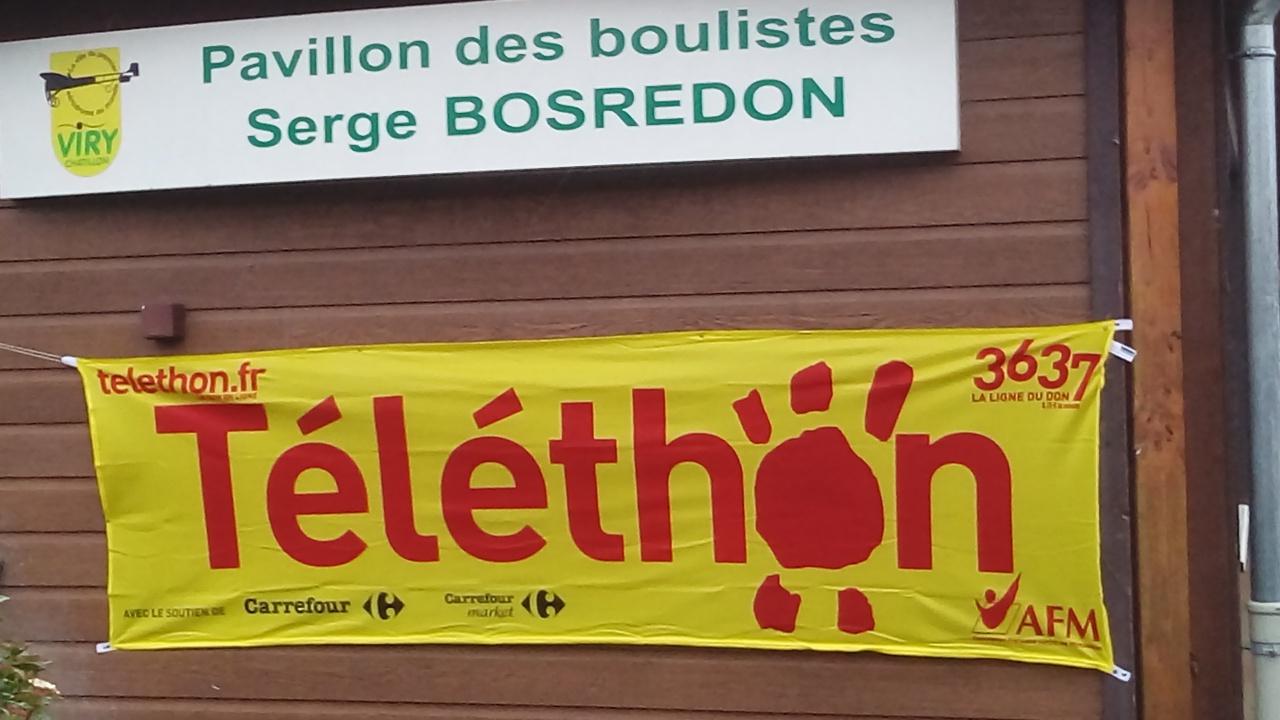 Pavillon des boulistes
Serge BOSREDON
VIRY
CHATILLON
telethon.fr
3637
LA LIGNE DU DON
Téléthon
AVEC LE SOUTIEN DE
Carrefour
Carrefour
market
AFM